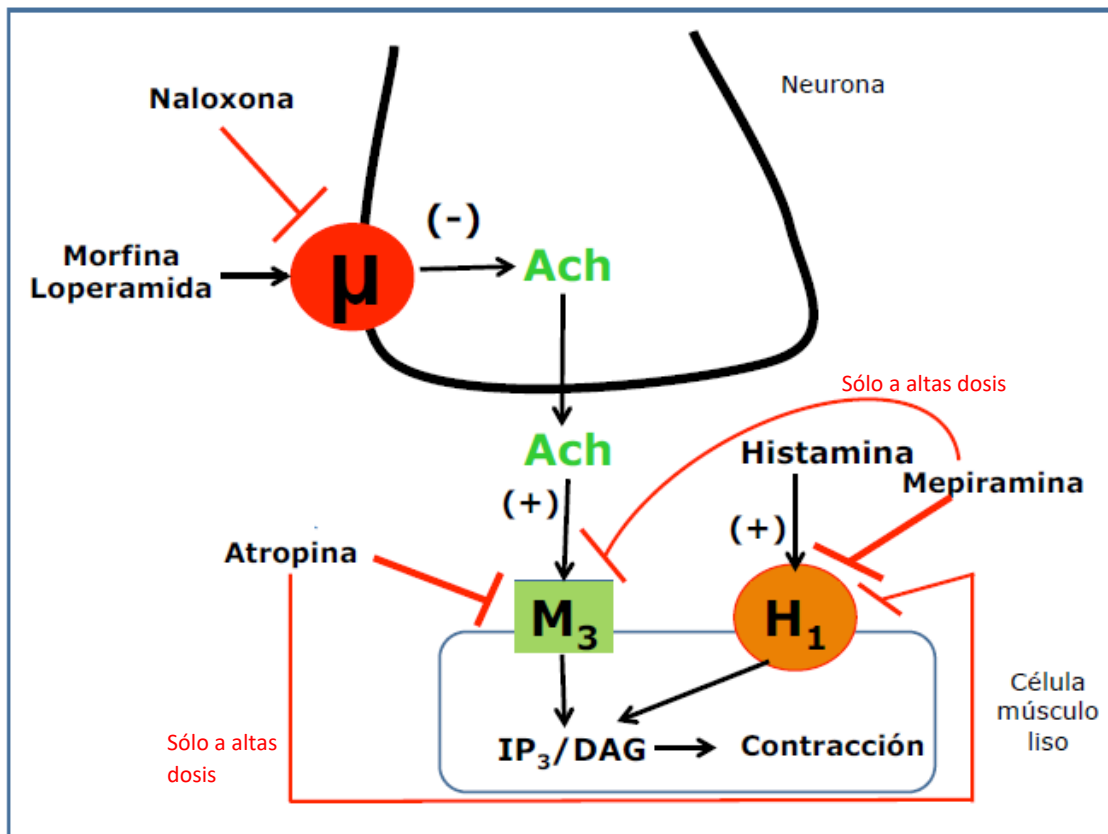 Neurona
Naloxona
(-)
Morfina
Loperamida
µ
Ach
Sólo a altas dosis
Ach
Histamina
Mepiramina
(+)
(+)
Atropina
M3
H1
Célula
músculo
liso
Sólo a altas
dosis
IP3/DAG
Contracción